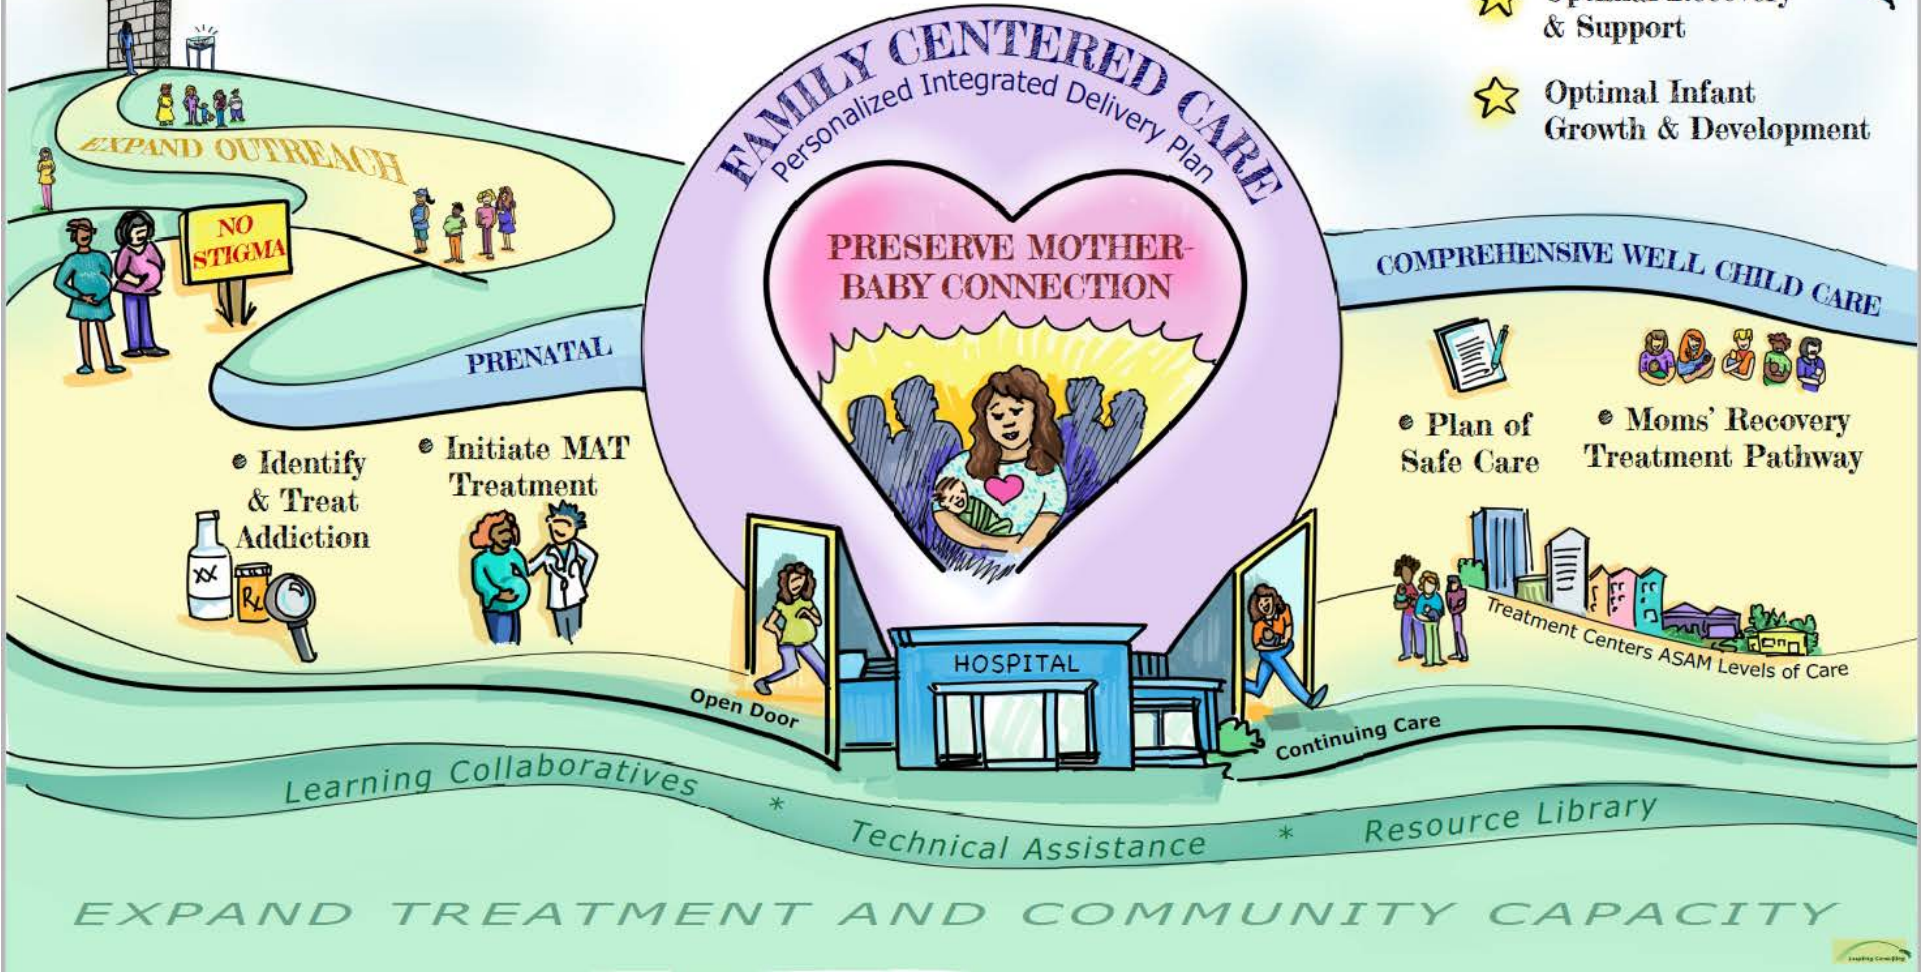 & Support
Optimal Infant
Growth & Development
FAMILY CENTERED CARE
Personalized Integrated Delivery Plan
EXPAND OUTREACH
NO
STIGMA
PRESERVE MOTHER-
BABY CONNECTION
COMPREHENSIVE WELL CHILD CARE
PRENATAL
• Identify
& Treat
Addiction
• Initiate MAT
Treatment
XX
Rx
• Plan of
Safe Care
• Moms' Recovery
Treatment Pathway
Treatment Centers ASAM Levels of Care
HOSPITAL
Open Door
Continuing Care
Learning Collaboratives * Technical Assistance * Resource Library
EXPAND TREATMENT AND COMMUNITY CAPACITY